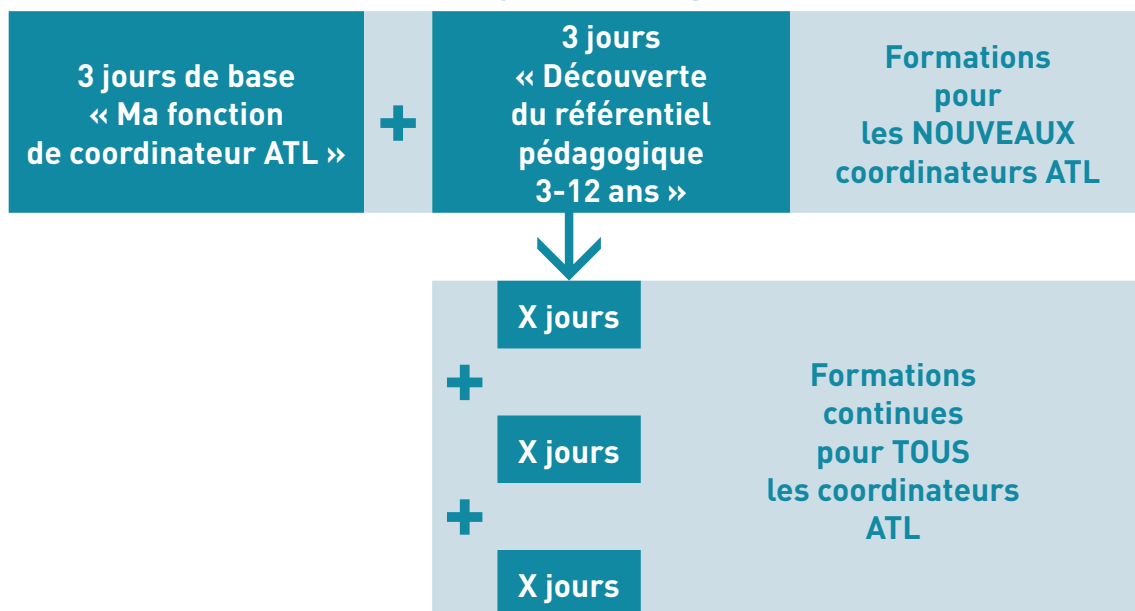 3 jours de base
« Ma fonction
de coordinateur ATL »
+
3 jours
« Découverte
du référentiel
pédagogique
3-12 ans »
Formations
pour
les NOUVEAUX
coordinateurs ATL
X jours
+
X jours
+
X jours
Formations
continues
pour TOUS
les coordinateurs
ATL